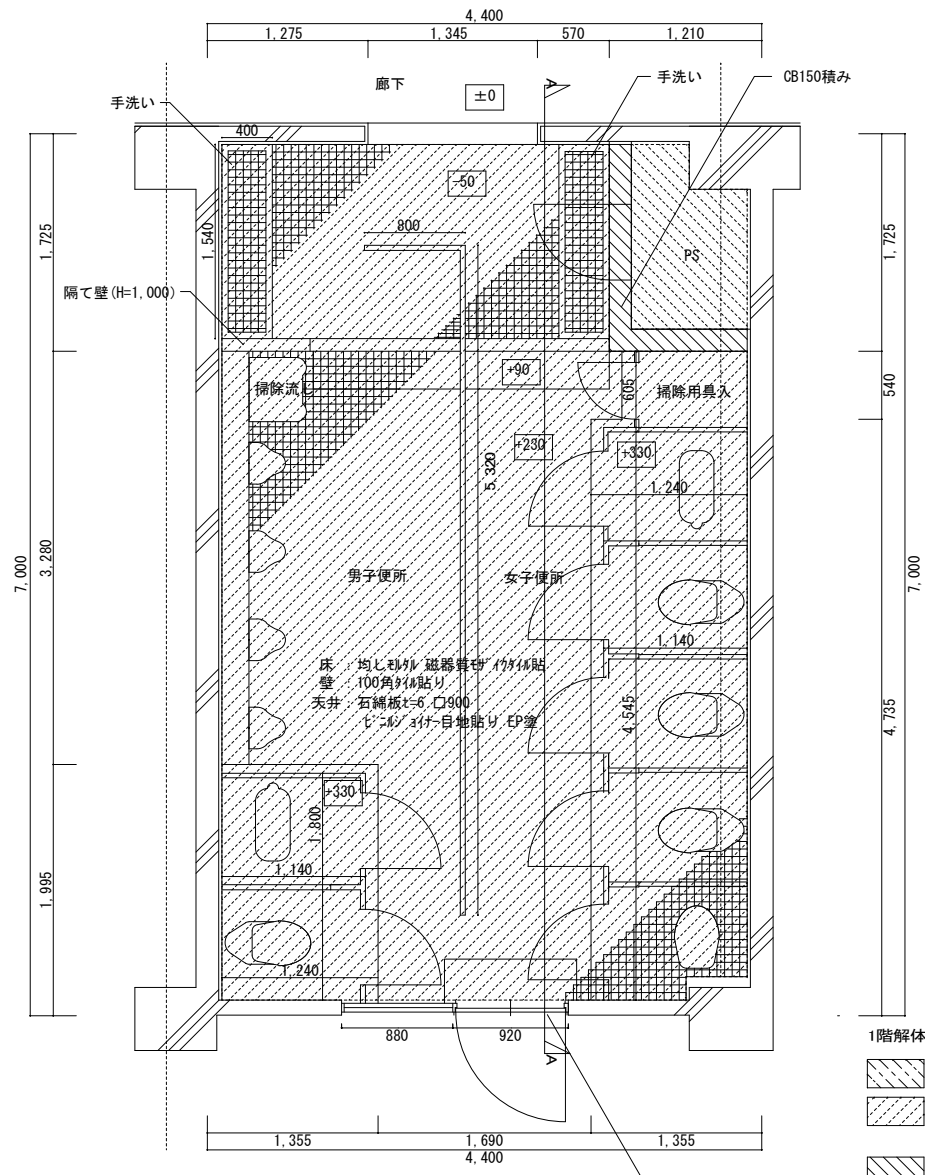 4,400
1,275
1,345
570
1,210
廊下
±0
A
手洗い
CB150積み
手洗い
400
-50
800
1,540
1,725
1,725
PS
隔て壁(H=1,000)
+90
掃除流し
605
掃除用具入
540
+230
+330
5,320
1,240
7,000
3,280
7,000
男子便所
女子便所
1,140
床 : 均しモルタル 磁器質モザイクタイル貼
壁 : 100角タイル貼り
天井 : 石綿板t=6 口900
ビニルジョイナー目地貼り EP塗
4,545
4,735
+330
1,800
1,140
1,995
1,240
880
920
A
1階解体
1,355
1,690
1,355
4,400